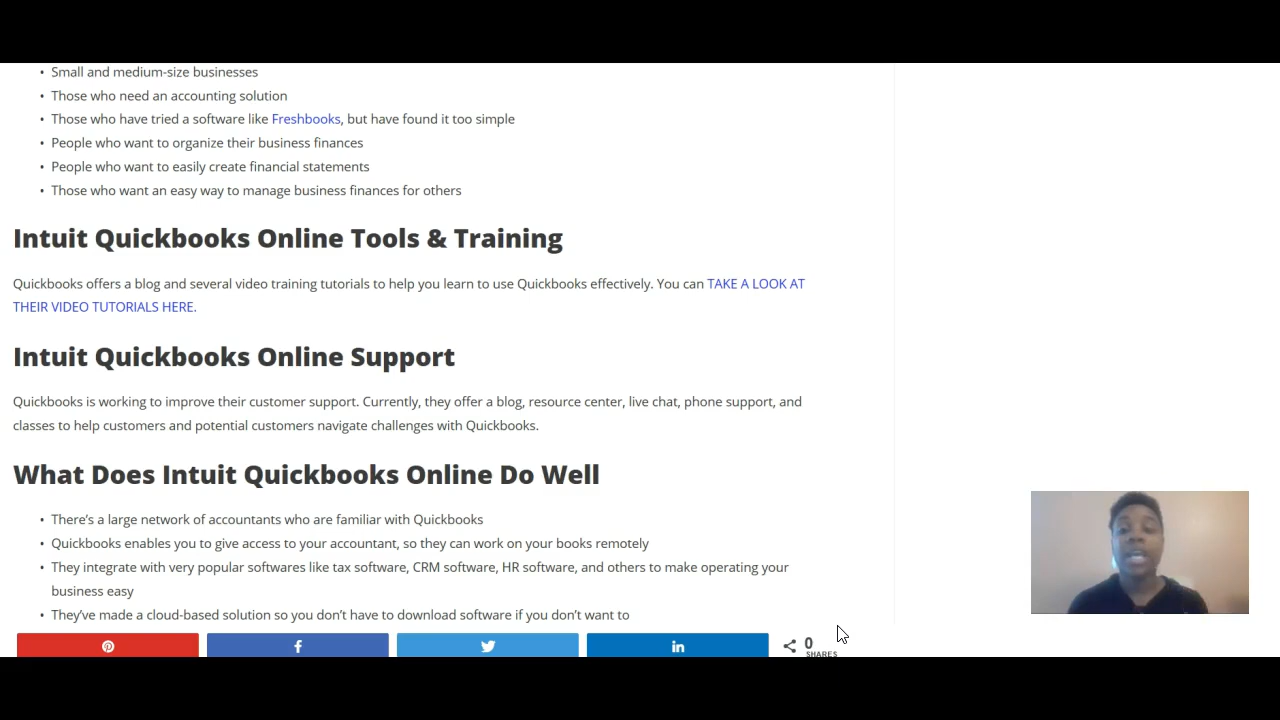 • Small and medium-size businesses
• Those who need an accounting solution
• Those who have tried a software like Freshbooks, but have found it too simple
• People who want to organize their business finances
• People who want to easily create financial statements
• Those who want an easy way to manage business finances for others
Intuit Quickbooks Online Tools & Training
Quickbooks offers a blog and several video training tutorials to help you learn to use Quickbooks effectively. You can TAKE A LOOK AT
THEIR VIDEO TUTORIALS HERE.
Intuit Quickbooks Online Support
Quickbooks is working to improve their customer support. Currently, they offer a blog, resource center, live chat, phone support, and
classes to help customers and potential customers navigate challenges with Quickbooks.
What Does Intuit Quickbooks Online Do Well
• There's a large network of accountants who are familiar with Quickbooks
• Quickbooks enables you to give access to your accountant, so they can work on your books remotely
• They integrate with very popular softwares like tax software, CRM software, HR software, and others to make operating your
business easy
• They've made a cloud-based solution so you don't have to download software if you don't want to
0
SHARES